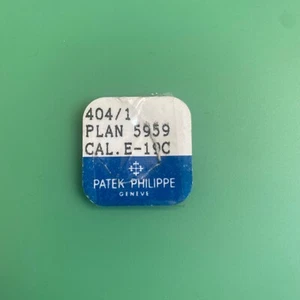 404/1
PLAN 5959
CAL.E-19C
PATEK PHILIPPE
GENEVE